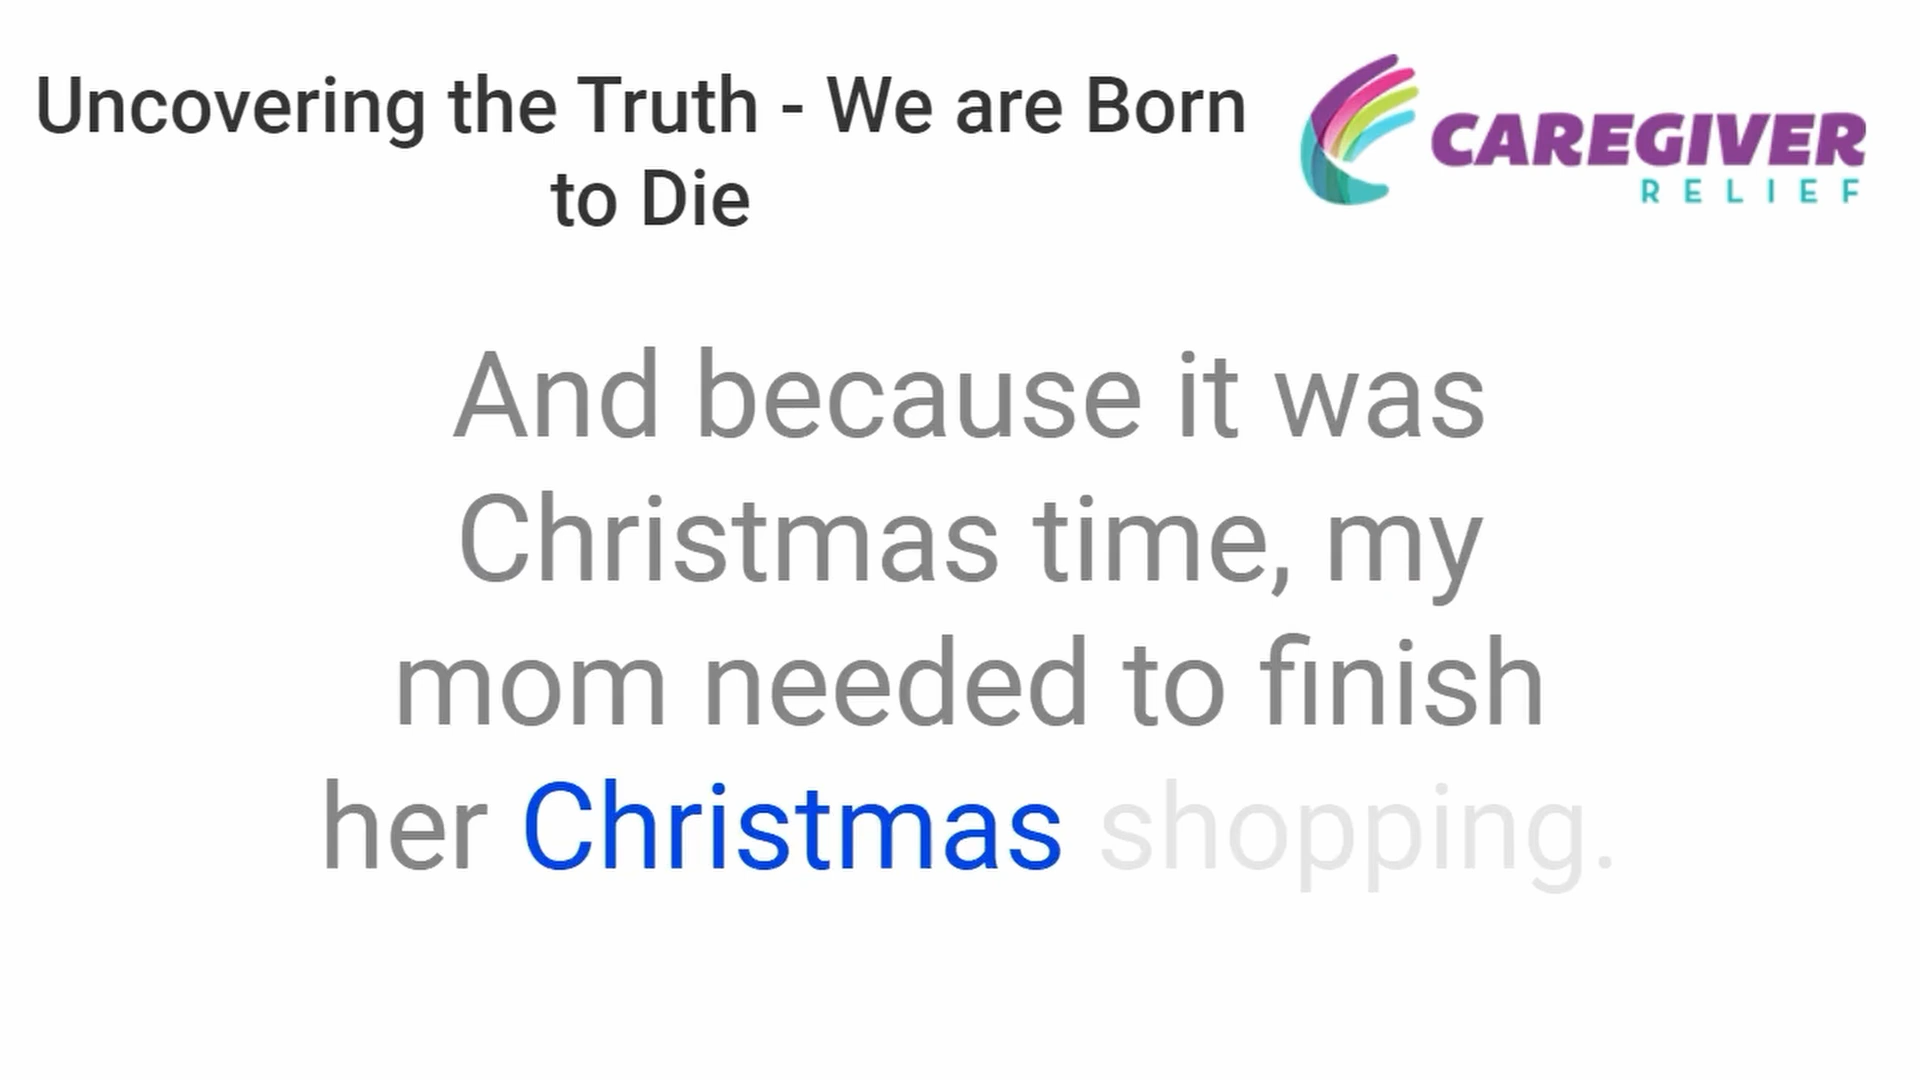 Uncovering the Truth - We are Born
to Die
CAREGIVER
RELIEF
And because it was
Christmas time, my
mom needed to finish
her Christmas shopping.